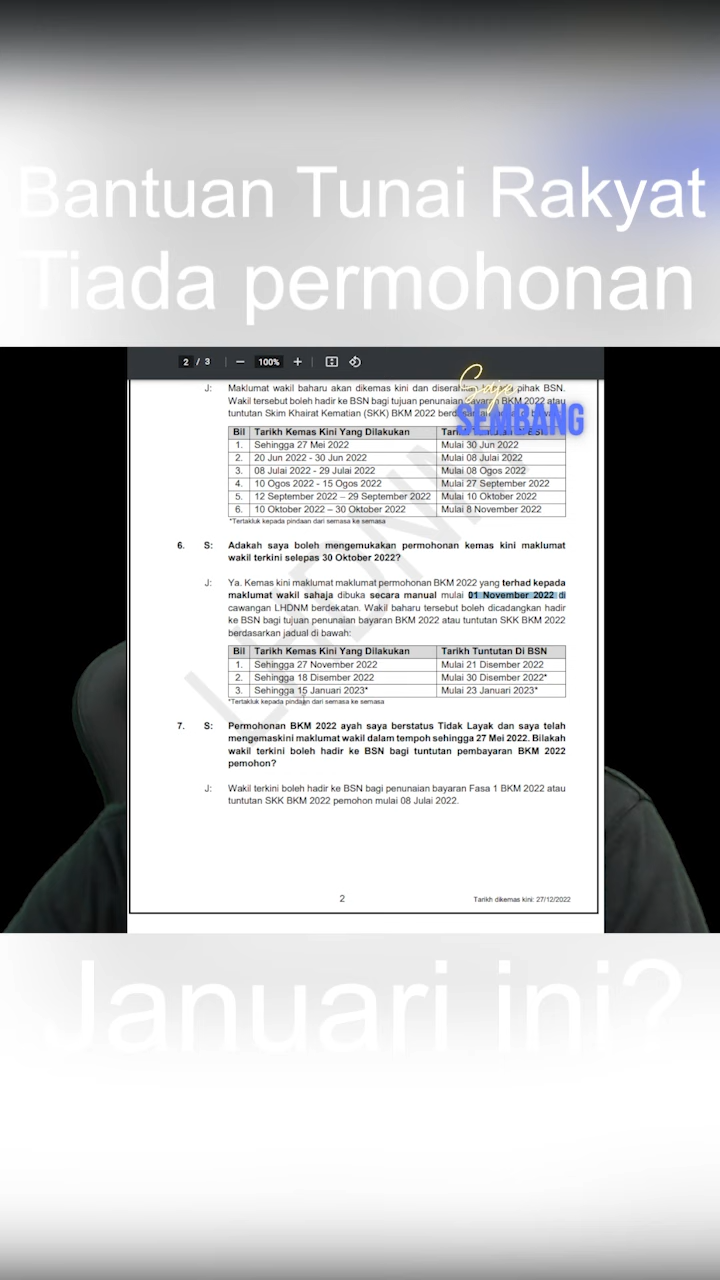 Bantuan Tunai Rakyat
Tiada permohonan
2 / 3
100%
J: Maklumat wakil baharu akan dikemas kini dan diserahkan kepada pihak BSN.
Wakil tersebut boleh hadir ke BSN bagi tujuan penunaian bayaran BKM 2022 atau
tuntutan Skim Khairat Kematian (SKK) BKM 2022
SEMBANG
Bil Tarikh Kemas Kini Yang Dilakukan
1. Sehingga 27 Mei 2022 Mulai 30 Jun 2022
2. 20 Jun 2022 - 30 Jun 2022 Mulai 08 Julai 2022
3. 08 Julai 2022 - 29 Julai 2022 Mulai 08 Ogos 2022
4. 10 Ogos 2022 - 15 Ogos 2022 Mulai 27 September 2022
5. 12 September 2022 – 29 September 2022 Mulai 10 Oktober 2022
6. 10 Oktober 2022 – 30 Oktober 2022 Mulai 8 November 2022
*Tertakluk kepada pindaan dari semasa ke semasa
6. S: Adakah saya boleh mengemukakan permohonan kemas kini maklumat
wakil terkini selepas 30 Oktober 2022?
J: Ya. Kemas kini maklumat maklumat permohonan BKM 2022 yang terhad kepada
maklumat wakil sahaja dibuka secara manual mulai 01 November 2022 di
cawangan LHDNM berdekatan. Wakil baharu tersebut boleh dicadangkan hadir
ke BSN bagi tujuan penunaian bayaran BKM 2022 atau tuntutan SKK BKM 2022
berdasarkan jadual di bawah:
Bil Tarikh Kemas Kini Yang Dilakukan Tarikh Tuntutan Di BSN
1. Sehingga 27 November 2022 Mulai 21 Disember 2022
2. Sehingga 18 Disember 2022 Mulai 30 Disember 2022*
3. Sehingga 15 Januari 2023* Mulai 23 Januari 2023*
*Tertakluk kepada pindaan dari semasa ke semasa
7. S: Permohonan BKM 2022 ayah saya berstatus Tidak Layak dan saya telah
mengemaskini maklumat wakil dalam tempoh sehingga 27 Mei 2022. Bilakah
wakil terkini boleh hadir ke BSN bagi tuntutan pembayaran BKM 2022
pemohon?
J: Wakil terkini boleh hadir ke BSN bagi penunaian bayaran Fasa 1 BKM 2022 atau
tuntutan SKK BKM 2022 pemohon mulai 08 Julai 2022.
2
Tarikh dikemas kini: 27/12/2022
Januari ini?